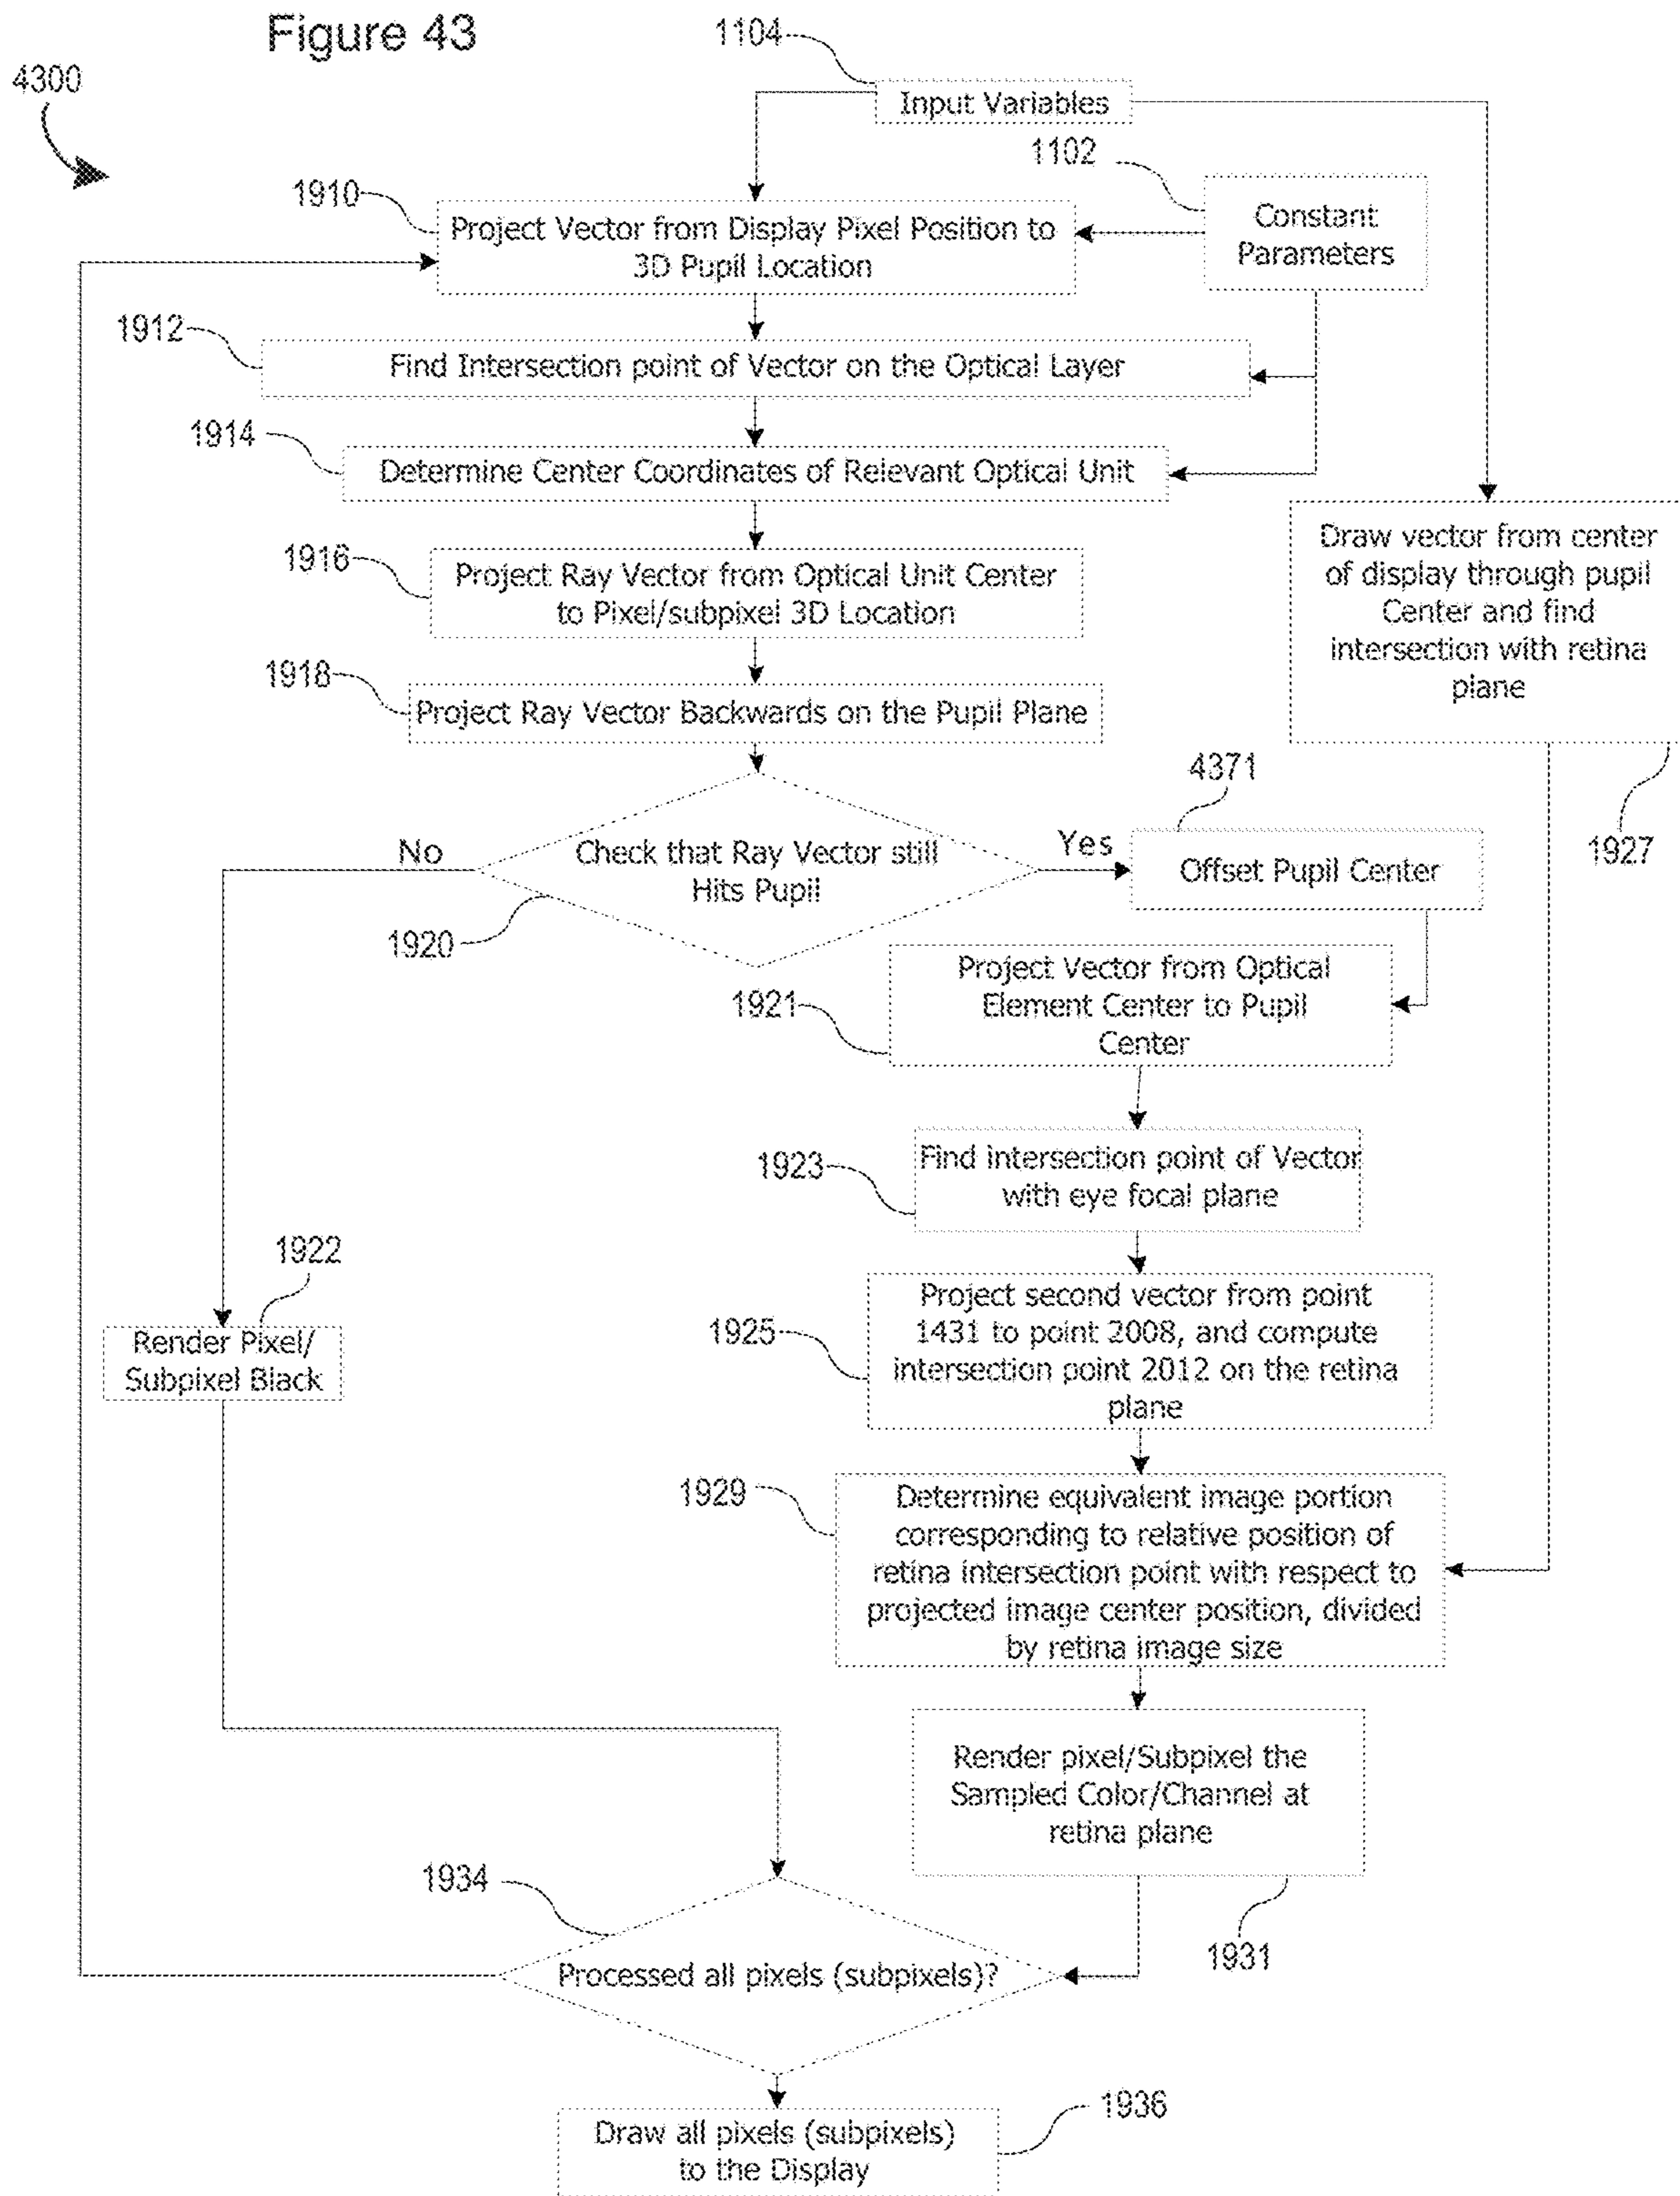 Figure 43
4300
1104
Input Variables
1102
Constant
Parameters
1910
Project Vector from Display Pixel Position to
3D Pupil Location
1912
Find Intersection point of Vector on the Optical Layer
1914
Determine Center Coordinates of Relevant Optical Unit
1916
Project Ray Vector from Optical Unit Center
to Pixel/subpixel 3D Location
Draw vector from center
of display through pupil
Center and find
intersection with retina
plane
1927
1918
Project Ray Vector Backwards on the Pupil Plane
No
Check that Ray Vector still
Hits Pupil
1920
Yes
4371
Offset Pupil Center
1921
Project Vector from Optical
Element Center to Pupil
Center
1923
Find intersection point of Vector
with eye focal plane
1922
Render Pixel/
Subpixel Black
1925
Project second vector from point
1431 to point 2008, and compute
intersection point 2012 on the retina
plane
1929
Determine equivalent image portion
corresponding to relative position of
retina intersection point with respect to
projected image center position, divided
by retina image size
Render pixel/Subpixel the
Sampled Color/Channel at
retina plane
1931
1934
Processed all pixels (subpixels)?
1936
Draw all pixels (subpixels)
to the Display